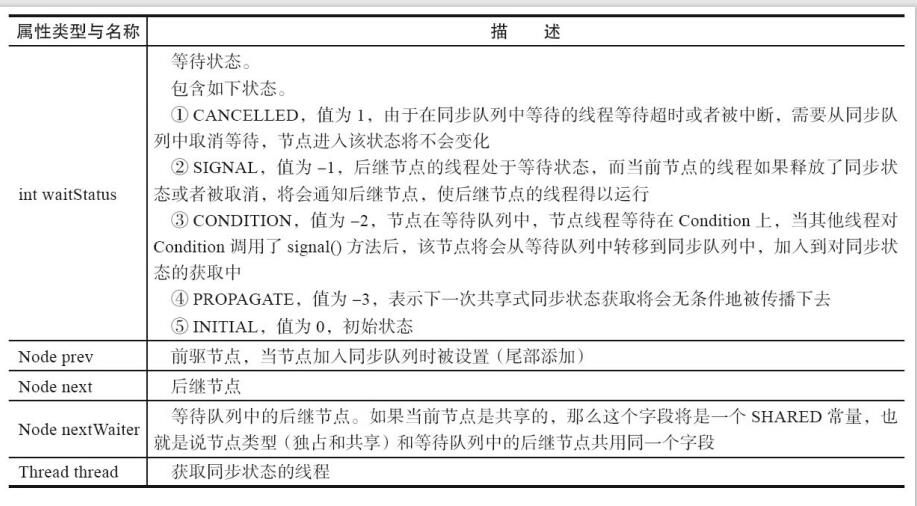 属性类型与名称 描 述
等待状态。
包含如下状态。
① CANCELLED，值为 1，由于在同步队列中等待的线程等待超时或者被中断，需要从同步队
列中取消等待，节点进入该状态将不会变化
② SIGNAL，值为 –1，后继节点的线程处于等待状态，而当前节点的线程如果释放了同步状
int waitStatus
态或者被取消，将会通知后继节点，使后继节点的线程得以运行
③ CONDITION，值为 –2，节点在等待队列中，节点线程等待在 Condition 上，当其他线程对
Condition 调用了 signal() 方法后，该节点将会从等待队列中转移到同步队列中，加入到对同步状
态的获取中
④ PROPAGATE，值为 –3，表示下一次共享式同步状态获取将会无条件地被传播下去
⑤ INITIAL，值为 0，初始状态
Node prev 前驱节点，当节点加入同步队列时被设置（尾部添加）
Node next 后继节点
Node nextWaiter 等待队列中的后继节点。如果当前节点是共享的，那么这个字段将是一个 SHARED 常量，也
就是说节点类型（独占和共享）和等待队列中的后继节点共用同一个字段
Thread thread 获取同步状态的线程